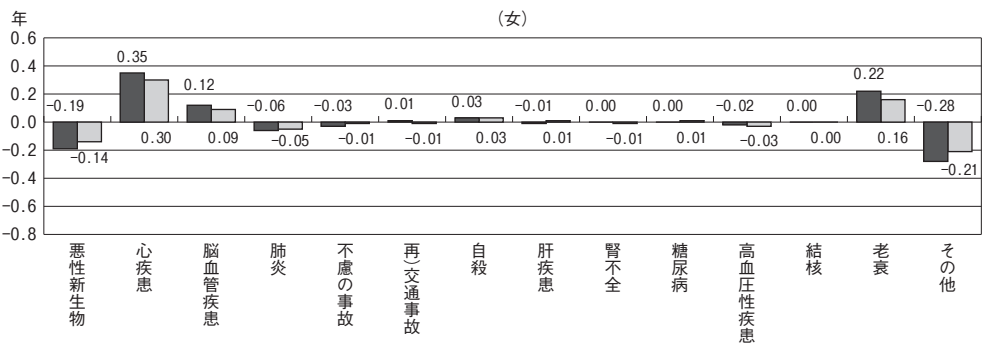 年
(女)
0.6
0.4
0.2
0.0
-0.2
-0.4
-0.6
-0.8
-0.19 0.35 0.12 -0.06 -0.03 0.01 0.03 -0.01 0.00 0.00 -0.02 0.00 0.22 -0.28
-0.14 0.30 0.09 -0.05 -0.01 -0.01 0.03 0.01 -0.01 0.01 -0.03 0.00 0.16 -0.21
悪性新生物
心疾患
脳血管疾患
肺炎
不慮の事故
再)交通事故
自殺
肝疾患
腎不全
糖尿病
高血圧性疾患
結核
老衰
その他